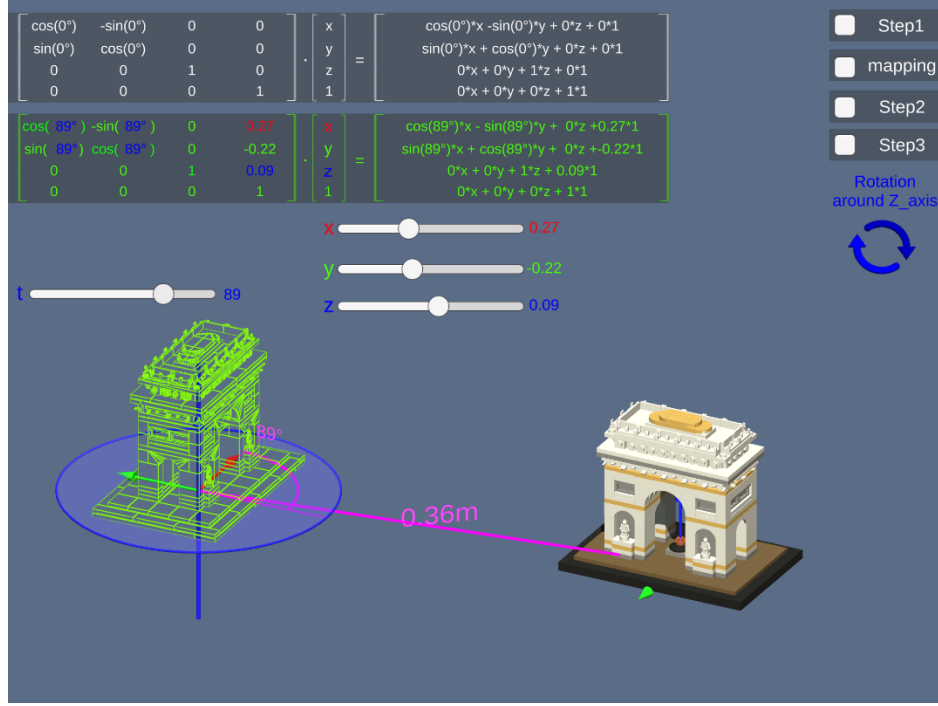 cos(0°) -sin(0°) 0 0 x cos(0°)*x -sin(0°)*y + 0*z + 0*1
sin(0°) cos(0°) 0 0 y sin(0°)*x + cos(0°)*y + 0*z + 0*1
· =
0 0 1 0 z 0*x + 0*y + 1*z + 0*1
0 0 0 1 1 0*x + 0*y + 0*z + 1*1
cos( 89° ) -sin( 89° ) 0 0.27 x cos(89°)*x - sin(89°)*y + 0*z +0.27*1
sin( 89°) cos( 89° ) 0 -0.22 y sin(89°)*x + cos(89°)*y + 0*z +-0.22*1
· =
0 0 1 0.09 z 0*x + 0*y + 1*z + 0.09*1
0 0 0 1 1 0*x + 0*y + 0*z + 1*1
Step1
mapping
Step2
Step3
Rotation
around Z_axis
x 0.27
y -0.22
z 0.09
t 89
89°
0.36m